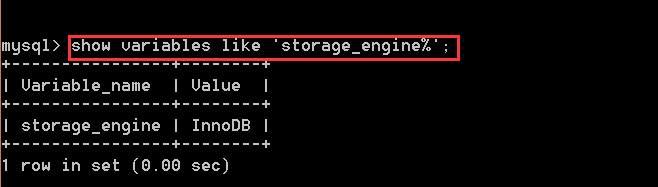 mysql> show variables like 'storage_engine%';
+----------------+--------+
| Variable_name  | Value  |
+----------------+--------+
| storage_engine | InnoDB |
+----------------+--------+
1 row in set (0.00 sec)